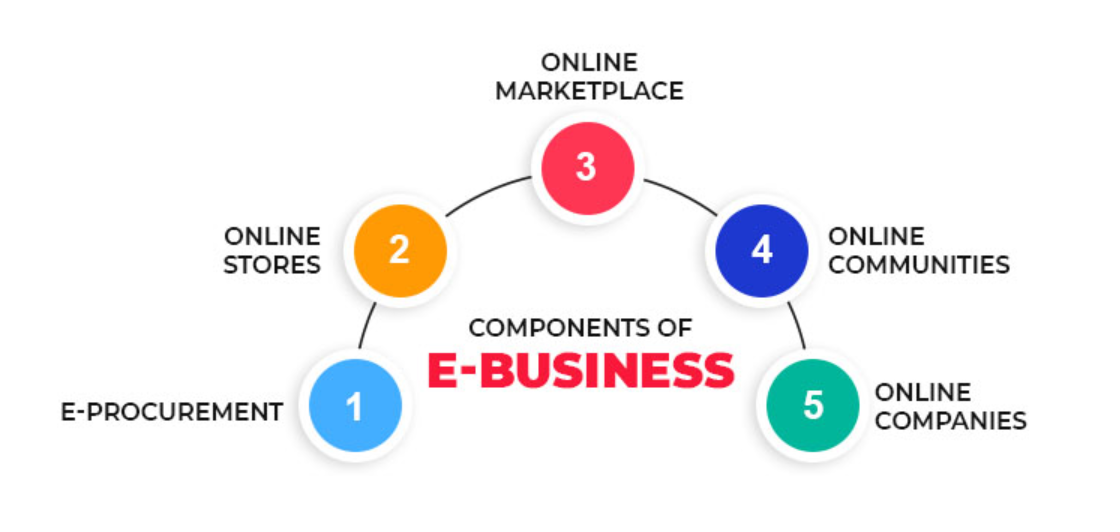 ONLINE
MARKETPLACE
3
ONLINE
STORES
2
4
ONLINE
COMMUNITIES
COMPONENTS OF
E-BUSINESS
E-PROCUREMENT
1
5
ONLINE
COMPANIES